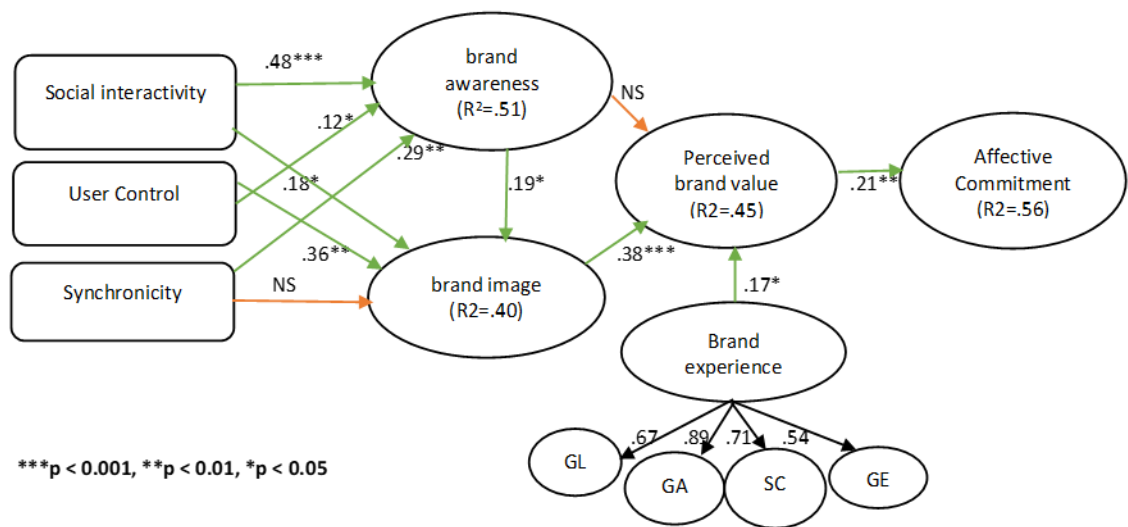 Social interactivity
User Control
Synchronicity
.48***
.12*
.29**
.18*
.36**
NS
brand
awareness
(R²=.51)
.19*
brand image
(R2=.40)
NS
.38***
Perceived
brand value
(R2=.45)
.21**
Affective
Commitment
(R2=.56)
.17*
Brand
experience
.67
.89
.71
.54
GL
GA
SC
GE
***p < 0.001, **p < 0.01, *p < 0.05